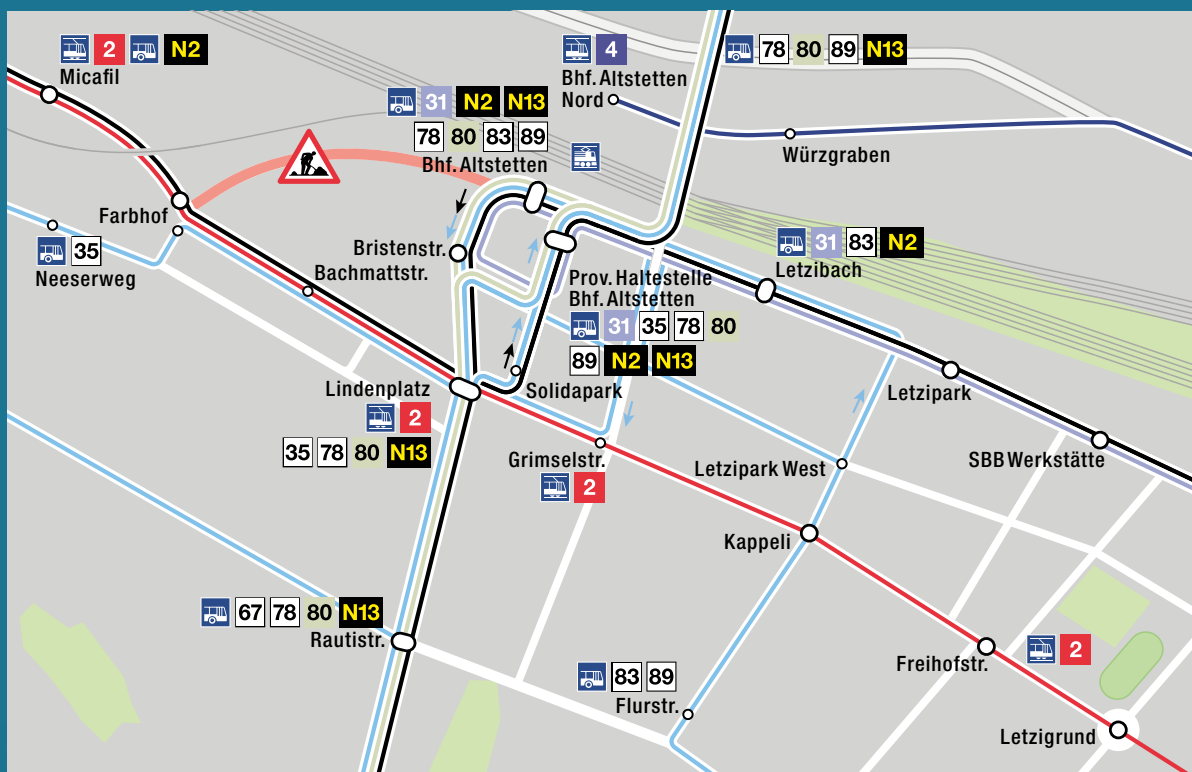 2 N2
Micafil
4
Bhf. Altstetten
Nord
78 80 89 N13
31 N2 N13
78 80 83 89
Bhf. Altstetten
Würzgraben
Farbhof
35
Neeserweg
Bristenstr.
Bachmattstr.
31 83 N2
Letzibach
Prov. Haltestelle
Bhf. Altstetten
31 35 78 80
89 N2 N13
Lindenplatz
2
35 78 80 N13
Solidapark
Letzipark
Grimselstr.
2
Letzipark West
SBB Werkstätte
Kappeli
67 78 80 N13
Rautistr.
83 89
Flurstr.
2
Freihofstr.
Letzigrund